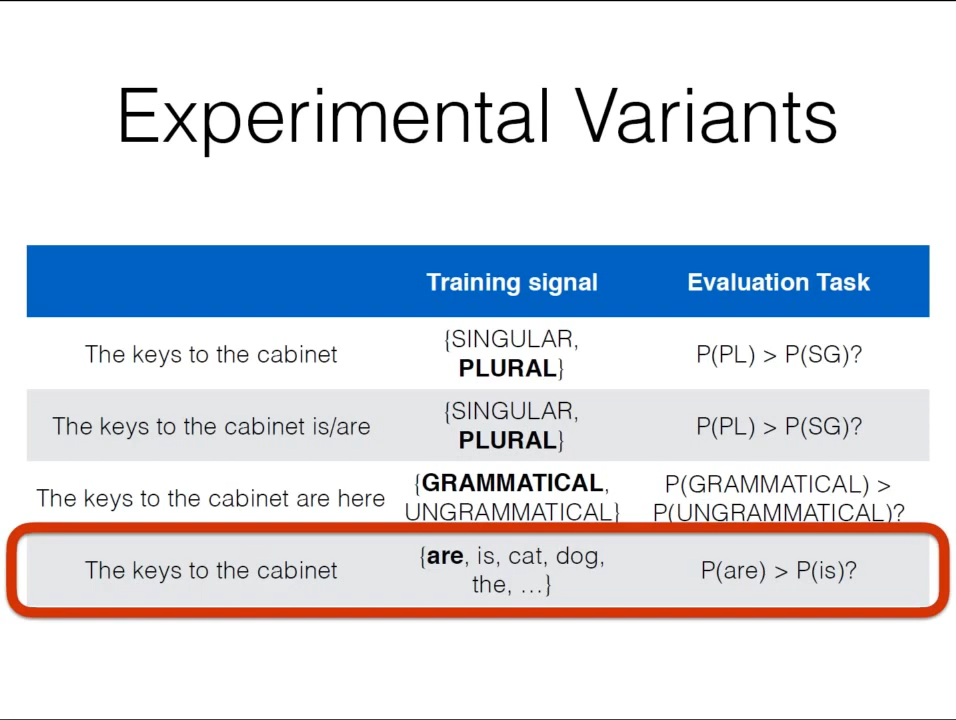 Experimental Variants
Training signal
Evaluation Task
The keys to the cabinet
{SINGULAR,
PLURAL}
P(PL) > P(SG)?
The keys to the cabinet is/are
{SINGULAR,
PLURAL}
P(PL) > P(SG)?
The keys to the cabinet are here
{GRAMMATICAL,
UNGRAMMATICAL}
P(GRAMMATICAL) >
P(UNGRAMMATICAL)?
The keys to the cabinet
{are, is, cat, dog,
the, …}
P(are) > P(is)?